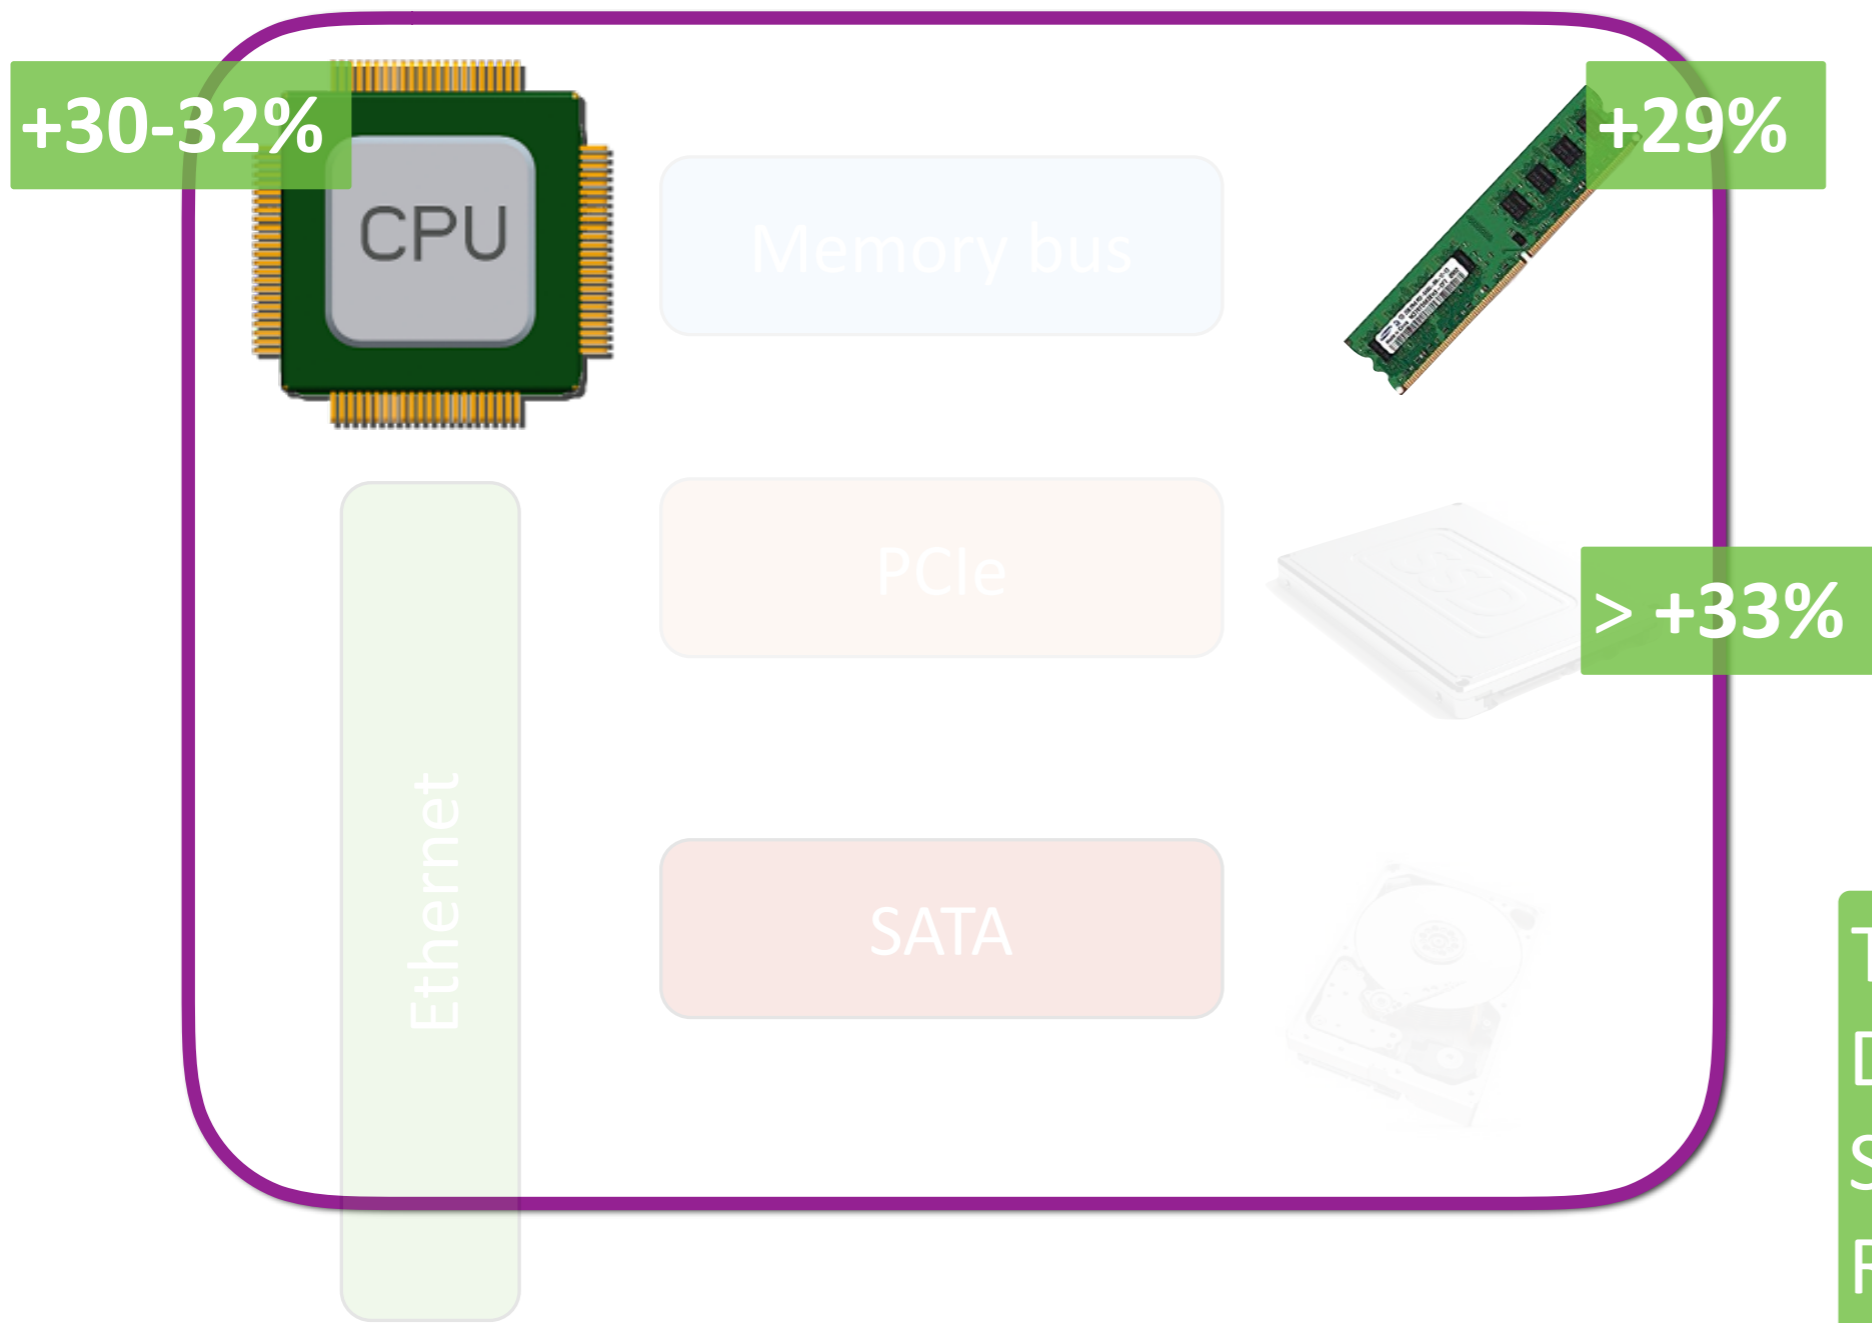 +30-32%
+29%
CPU
Memory bus
PCIe
> +33%
Ethernet
SATA
T
D
S